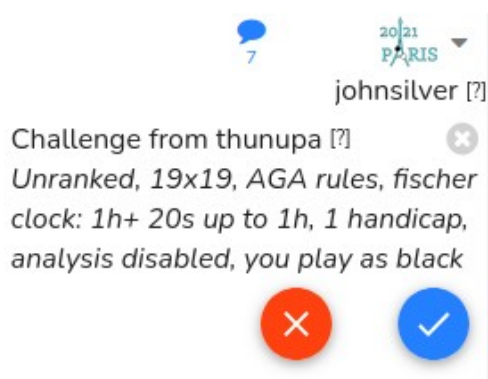 2021
PARIS
7
johnsilver [?]
Challenge from thunupa [?]
Unranked, 19x19, AGA rules, fischer
clock: 1h+ 20s up to 1h, 1 handicap,
analysis disabled, you play as black